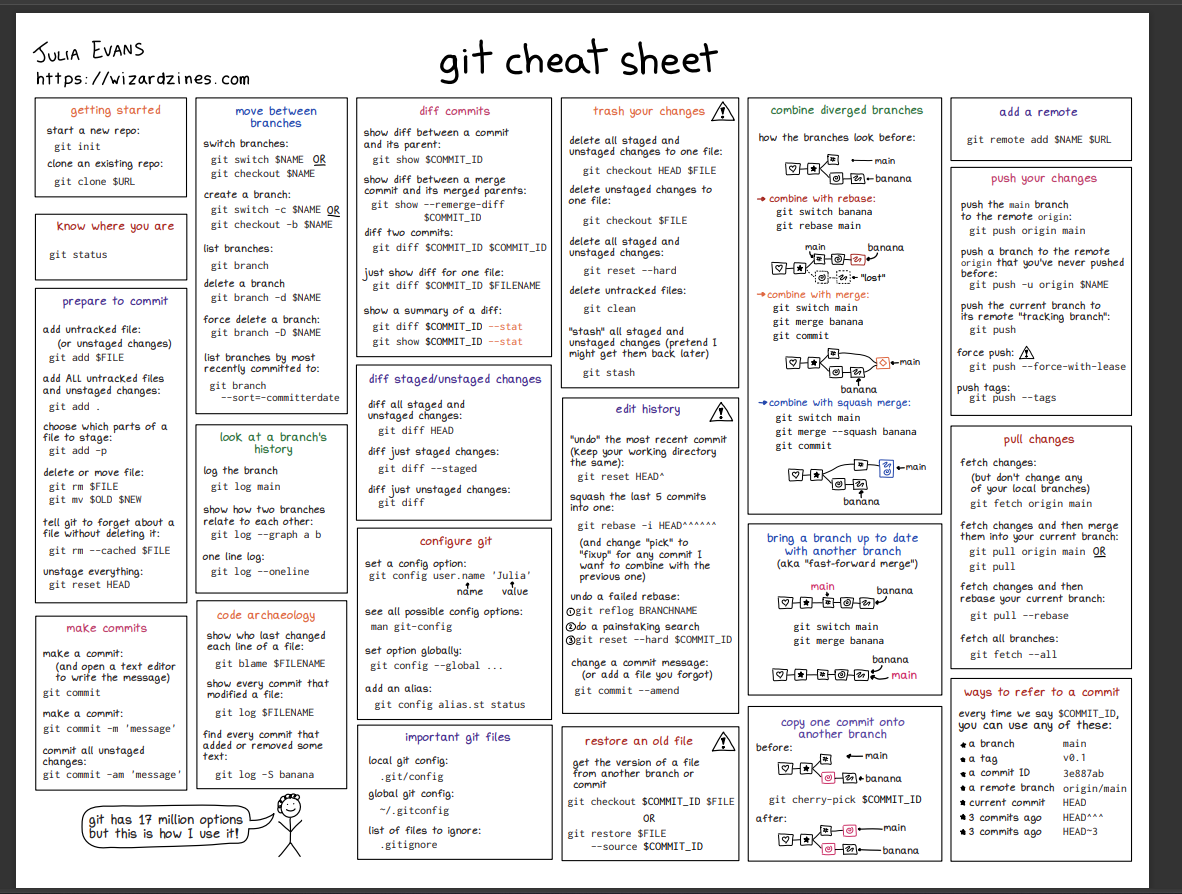 JULIA EVANS
https://wizardzines.com
git cheat sheet
getting started
start a new repo:
git init
clone an existing repo:
git clone $URL
know where you are
git status
prepare to commit
add untracked file:
(or unstaged changes)
git add $FILE
add ALL untracked files
and unstaged changes:
git add .
choose which parts of a
file to stage:
git add -p
delete or move file:
git rm $FILE
git mv $OLD $NEW
tell git to forget about a
file without deleting it:
git rm --cached $FILE
unstage everything:
git reset HEAD
make commits
make a commit:
(and open a text editor
to write the message)
git commit
make a commit:
git commit -m 'message'
commit all unstaged
changes:
git commit -am 'message'
move between
branches
switch branches:
git switch $NAME OR
git checkout $NAME
create a branch:
git switch -c $NAME OR
git checkout -b $NAME
list branches:
git branch
delete a branch
git branch -d $NAME
force delete a branch:
git branch -D $NAME
list branches by most
recently committed to:
git branch
--sort=-committerdate
look at a branch's
history
log the branch
git log main
show how two branches
relate to each other:
git log --graph a b
one line log:
git log --oneline
code archaeology
show who last changed
each line of a file:
git blame $FILENAME
show every commit that
modified a file:
git log $FILENAME
find every commit that
added or removed some
text:
git log -S banana
git has 17 million options
but this is how I use it!
diff commits
show diff between a commit
and its parent:
git show $COMMIT_ID
show diff between a merge
commit and its merged parents:
git show --remerge-diff
$COMMIT_ID
diff two commits:
git diff $COMMIT_ID $COMMIT_ID
just show diff for one file:
git diff $COMMIT_ID $FILENAME
show a summary of a diff:
git diff $COMMIT_ID --stat
git show $COMMIT_ID --stat
diff staged/unstaged changes
diff all staged and
unstaged changes:
git diff HEAD
diff just staged changes:
git diff --staged
diff just unstaged changes:
git diff
configure git
set a config option:
git config user.name 'Julia'
name value
see all possible config options:
man git-config
set option globally:
git config --global ...
add an alias:
git config alias.st status
important git files
local git config:
.git/config
global git config:
~/.gitconfig
list of files to ignore:
.gitignore
trash your changes
delete all staged and
unstaged changes to one file:
git checkout HEAD $FILE
delete unstaged changes to
one file:
git checkout $FILE
delete all staged and
unstaged changes:
git reset --hard
delete untracked files:
git clean
"stash" all staged and
unstaged changes (pretend I
might get them back later)
git stash
edit history
"undo" the most recent commit
(keep your working directory
the same):
git reset HEAD^
squash the last 5 commits
into one:
git rebase -i HEAD^^^^^^
(and change "pick" to
"fixup" for any commit I
want to combine with the
previous one)
undo a failed rebase:
①git reflog BRANCHNAME
②do a painstaking search
③git reset --hard $COMMIT_ID
change a commit message:
(or add a file you forgot)
git commit --amend
restore an old file
get the version of a file
from another branch or
commit
git checkout $COMMIT_ID $FILE
OR
git restore $FILE
--source $COMMIT_ID
combine diverged branches
how the branches look before:
main
banana
combine with rebase:
git switch banana
git rebase main
main banana
"lost"
combine with merge:
git switch main
git merge banana
git commit
main
banana
combine with squash merge:
git switch main
git merge --squash banana
git commit
main
banana
bring a branch up to date
with another branch
(aka "fast-forward merge")
main
banana
git switch main
git merge banana
banana
main
copy one commit onto
another branch
before:
main
banana
git cherry-pick $COMMIT_ID
after:
main
banana
add a remote
git remote add $NAME $URL
push your changes
push the main branch
to the remote origin:
git push origin main
push a branch to the remote
origin that you've never pushed
before:
git push -u origin $NAME
push the current branch to
its remote "tracking branch":
git push
force push:
git push --force-with-lease
push tags:
git push --tags
pull changes
fetch changes:
(but don't change any
of your local branches)
git fetch origin main
fetch changes and then merge
them into your current branch:
git pull origin main OR
git pull
fetch changes and then
rebase your current branch:
git pull --rebase
fetch all branches:
git fetch --all
ways to refer to a commit
every time we say $COMMIT_ID,
you can use any of these:
a branch main
a tag v0.1
a commit ID 3e887ab
a remote branch origin/main
current commit HEAD
3 commits ago HEAD^^^
3 commits ago HEAD~3